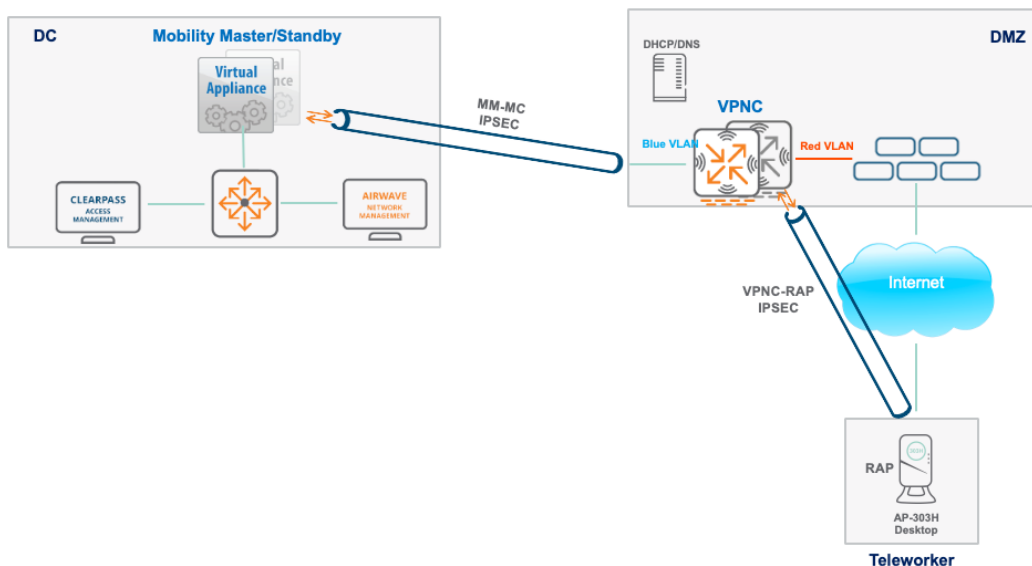 DC
Mobility Master/Standby
Virtual
Appliance
CLEARPASS
ACCESS
MANAGEMENT
AIRWAVE
NETWORK
MANAGEMENT
MM-MC
IPSEC
DMZ
DHCP/DNS
VPNC
Blue VLAN
Red VLAN
Internet
VPNC-RAP
IPSEC
RAP
AP-303H
Desktop
Teleworker